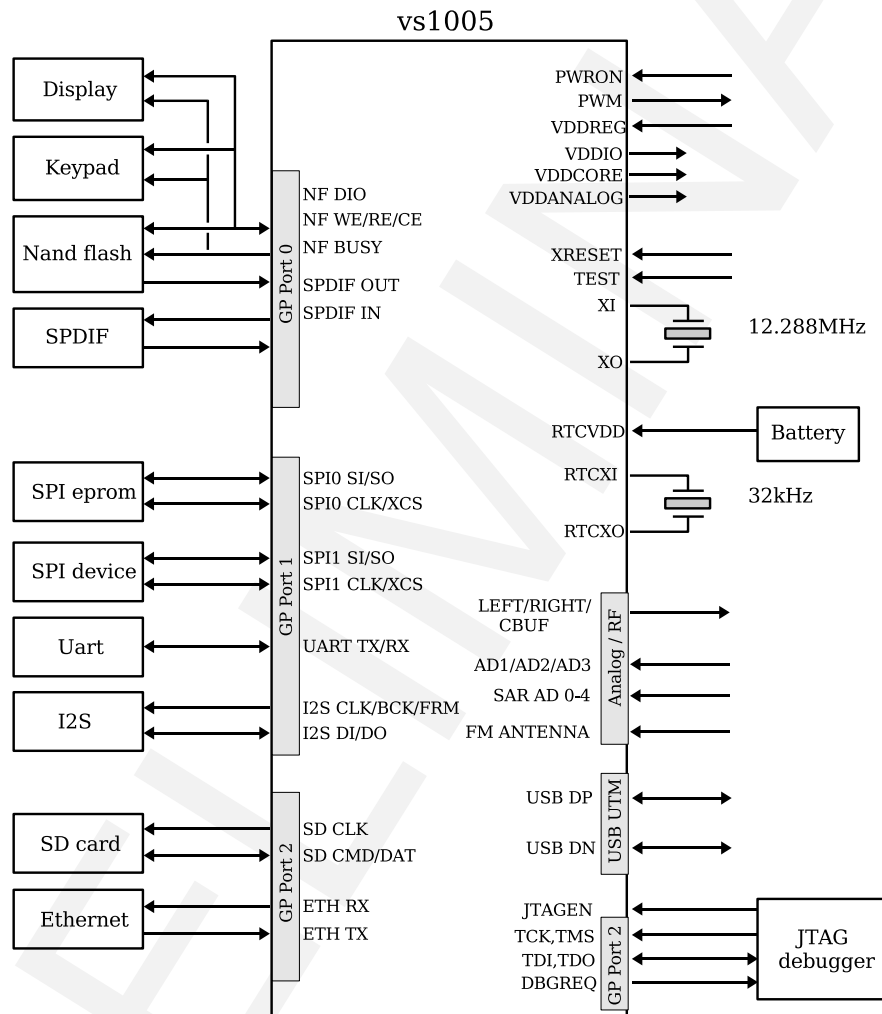 vs1005
Display
Keypad
Nand flash
SPDIF
GP Port 0
NF DIO
NF WE/RE/CE
NF BUSY
SPDIF OUT
SPDIF IN
SPI eprom
SPI device
Uart
I2S
GP Port 1
SPI0 SI/SO
SPI0 CLK/XCS
SPI1 SI/SO
SPI1 CLK/XCS
UART TX/RX
I2S CLK/BCK/FRM
I2S DI/DO
SD card
Ethernet
GP Port 2
SD CLK
SD CMD/DAT
ETH RX
ETH TX
PWRON
PWM
VDDREG
VDDIO
VDDCORE
VDDANALOG
XRESET
TEST
XI
XO
12.288MHz
RTCVDD
Battery
RTCXI
RTCXO
32kHz
LEFT/RIGHT/
CBUF
AD1/AD2/AD3
SAR AD 0-4
FM ANTENNA
Analog / RF
USB DP
USB DN
USB UTM
JTAGEN
TCK,TMS
TDI,TDO
DBGREQ
GP Port 2
JTAG
debugger
ELIMINA